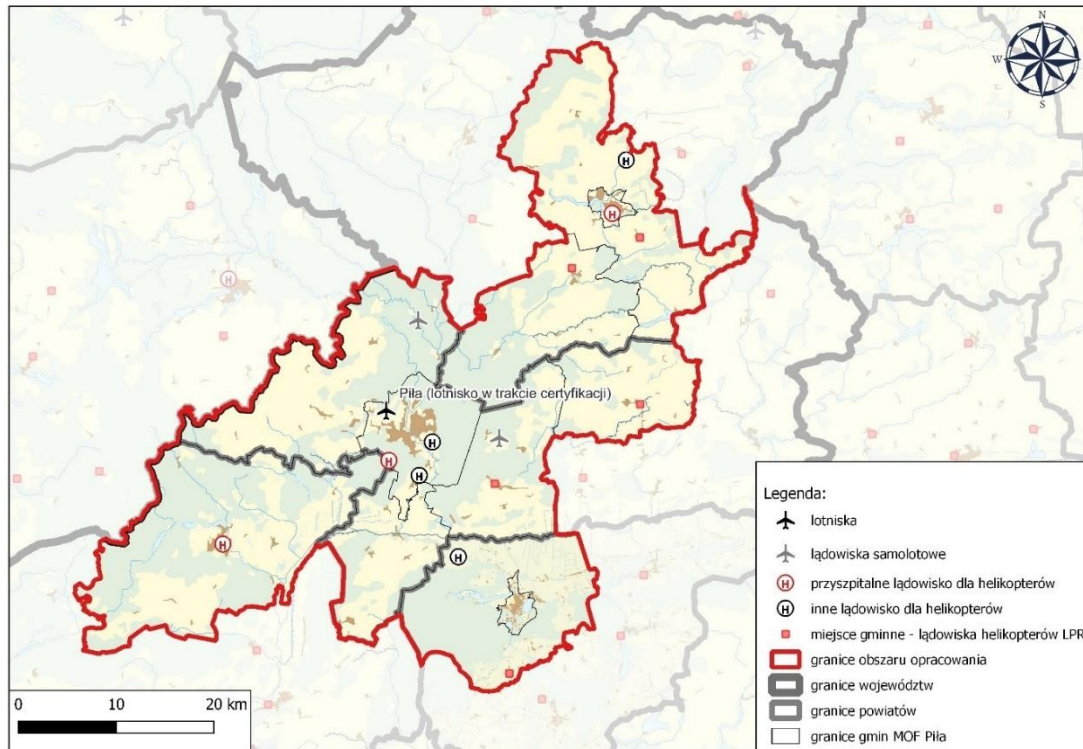 N
W
E
S
Piła (lotnisko w trakcie certyfikacji)
H
H
H
H
H
H
H
H
Legenda:
lotniska
lądowiska samolotowe
H przyszpitalne lądowisko dla helikopterów
H inne lądowisko dla helikopterów
miejsce gminne - lądowiska helikopterów LPR
granice obszaru opracowania
granice województw
granice powiatów
granice gmin MOF Piła
0 10 20 km